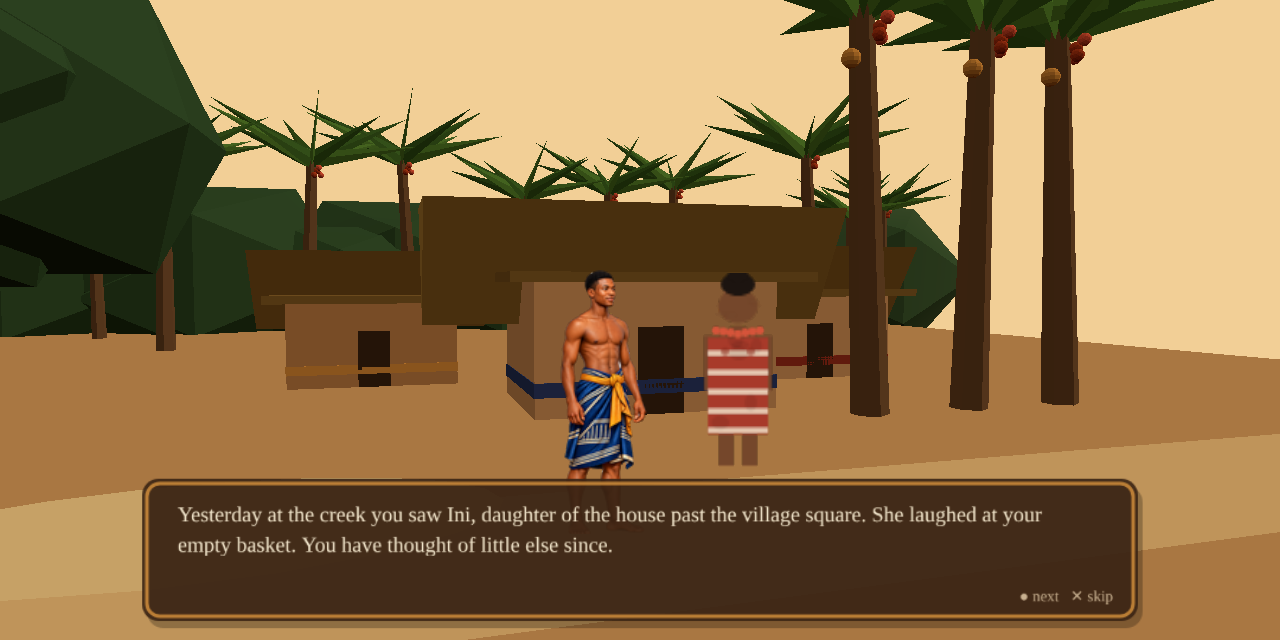 Yesterday at the creek you saw Ini, daughter of the house past the village square. She laughed at your
empty basket. You have thought of little else since.
● next ✕ skip